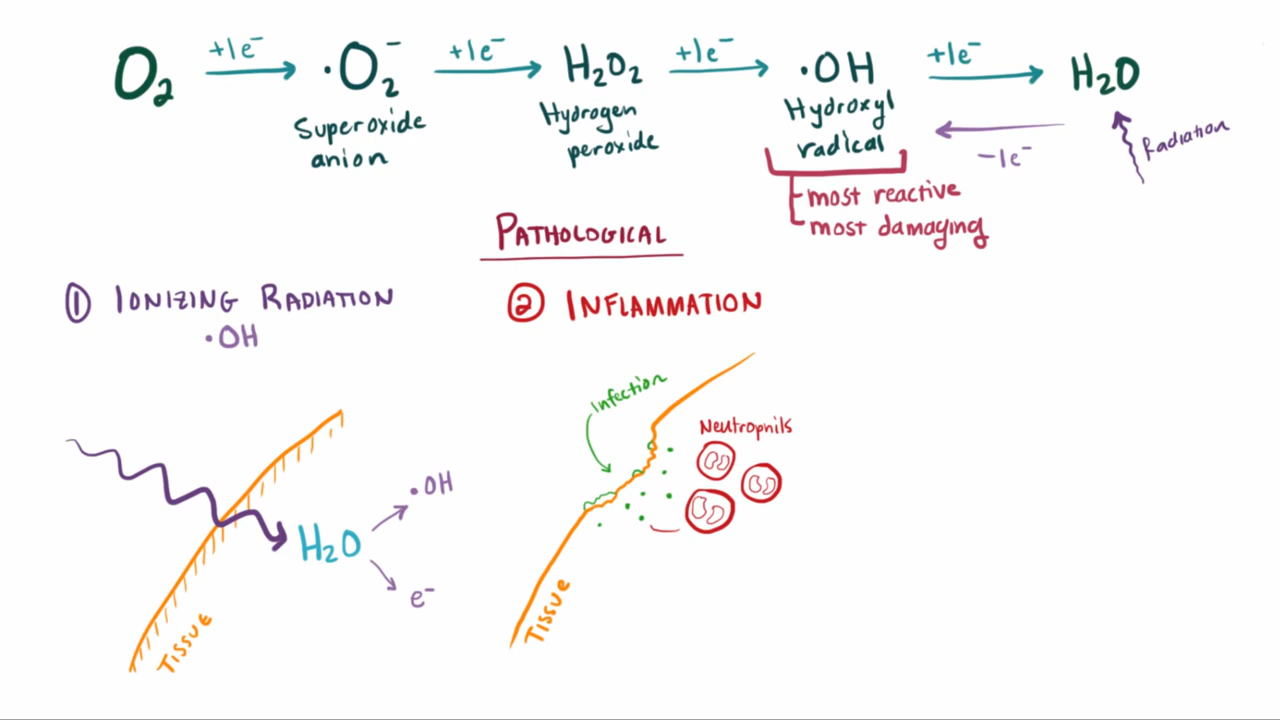 O₂ +1e⁻ ·O₂⁻ +1e⁻ H₂O₂ +1e⁻ ·OH +1e⁻ H₂O
Superoxide
anion
Hydrogen
peroxide
Hydroxyl
radical
-1e⁻
Radiation
most reactive
most damaging
PATHOLOGICAL
① IONIZING RADIATION
·OH
② INFLAMMATION
Infection
Neutrophils
·OH
H₂O
e⁻
TISSUE
TISSUE